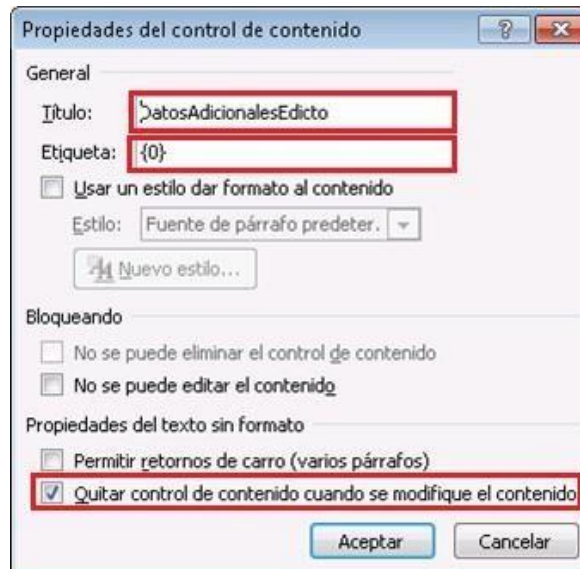 Propiedades del control de contenido
General
Título: DatosAdicionalesEdicto
Etiqueta: {0}
Usar un estilo dar formato al contenido
Estilo: Fuente de párrafo predeter.
Nuevo estilo...
Bloqueando
No se puede eliminar el control de contenido
No se puede editar el contenido
Propiedades del texto sin formato
Permitir retornos de carro (varios párrafos)
Quitar control de contenido cuando se modifique el contenido
Aceptar Cancelar